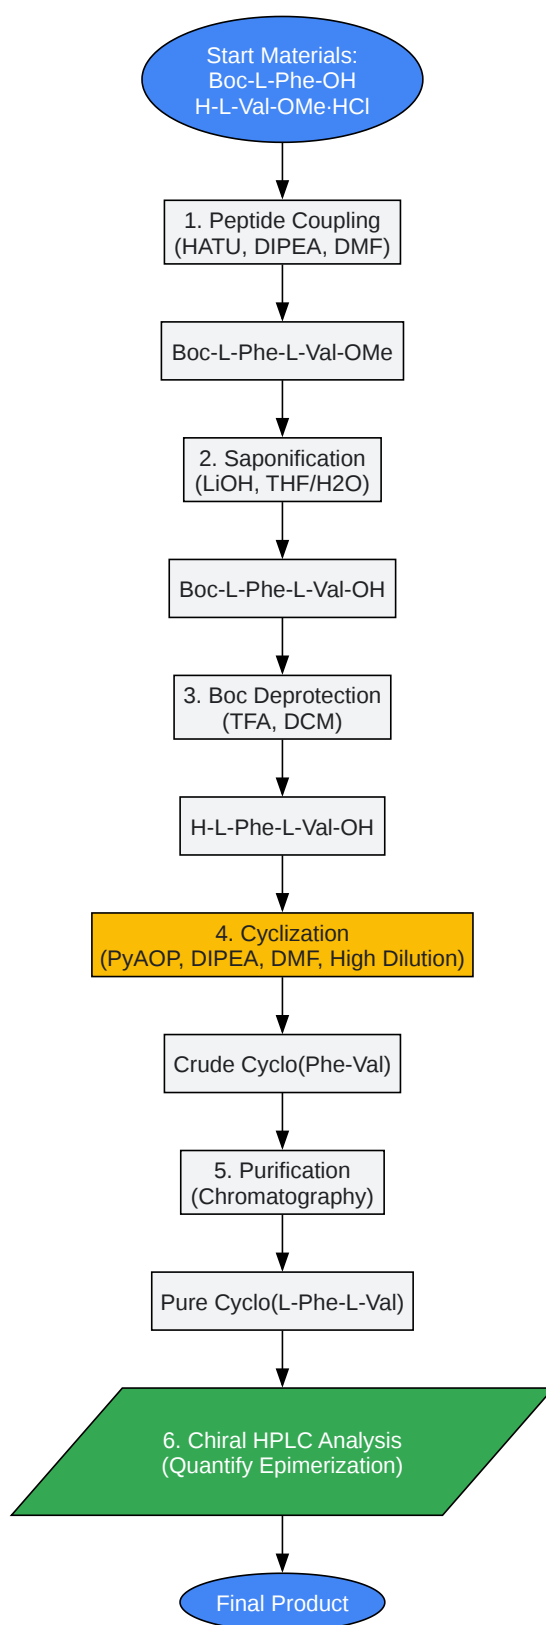 Start Materials:
Boc-L-Phe-OH
H-L-Val-OMe·HCl
1. Peptide Coupling
(HATU, DIPEA, DMF)
Boc-L-Phe-L-Val-OMe
2. Saponification
(LiOH, THF/H2O)
Boc-L-Phe-L-Val-OH
3. Boc Deprotection
(TFA, DCM)
H-L-Phe-L-Val-OH
4. Cyclization
(PyAOP, DIPEA, DMF, High Dilution)
Crude Cyclo(Phe-Val)
5. Purification
(Chromatography)
Pure Cyclo(L-Phe-L-Val)
6. Chiral HPLC Analysis
(Quantify Epimerization)
Final Product